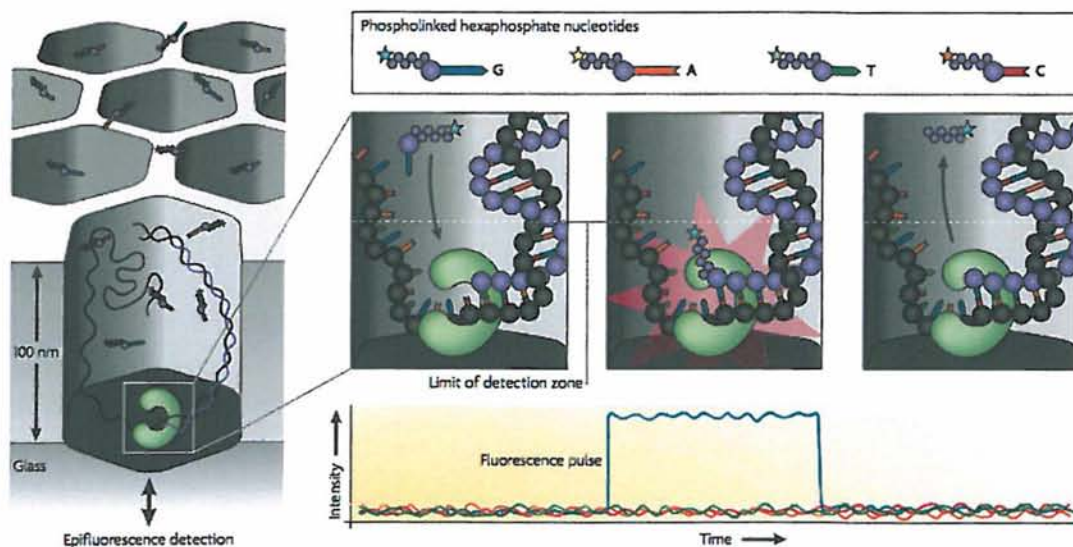 Phospholinked hexaphosphate nucleotides
G
A
T
C
100 nm
Limit of detection zone
Glass
Fluorescence pulse
Intensity
Time
Epifluorescence detection